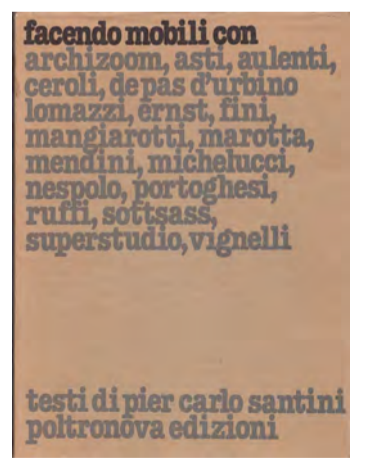 facendo mobili con
archizoom, asti, aulenti,
ceroli, de pas d'urbino
lomazzi, ernst, fini,
mangiarotti, marotta,
mendini, michelucci,
nespolo, portoghesi,
ruffi, sottsass,
superstudio, vignelli
testi di pier carlo santini
poltronova edizioni